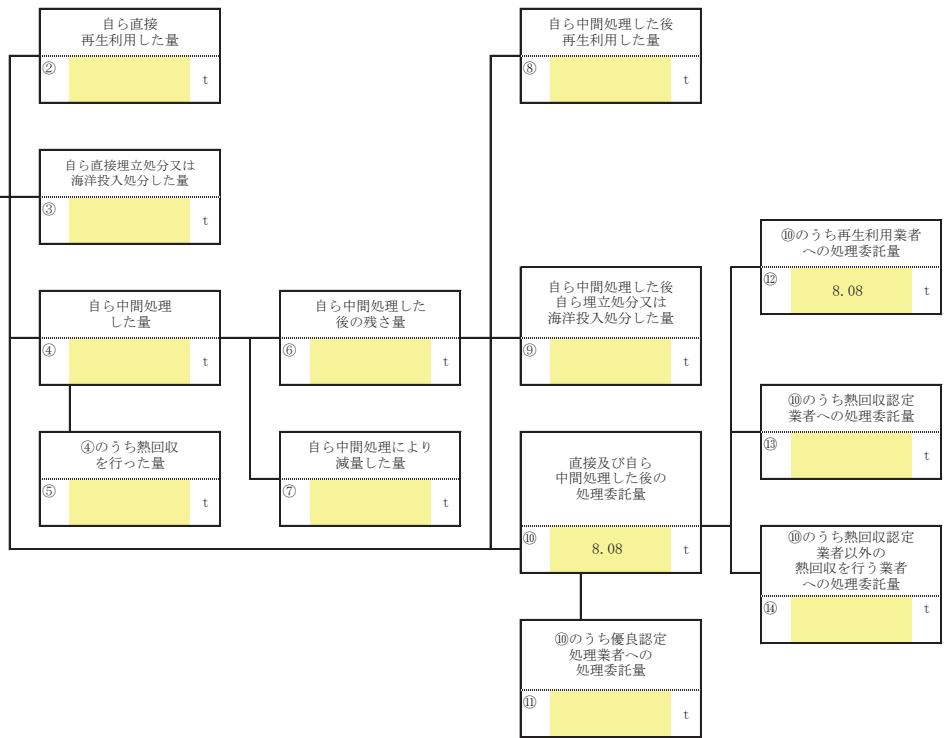 自ら直接
再生利用した量
②
t
自ら直接埋立処分又は
海洋投入処分した量
③
t
自ら中間処理
した量
④
t
④のうち熱回収
を行った量
⑤
t
自ら中間処理した
後の残さ量
⑥
t
自ら中間処理により
減量した量
⑦
t
自ら中間処理した後
再生利用した量
⑧
t
自ら中間処理した後
自ら埋立処分又は
海洋投入処分した量
⑨
t
直接及び自ら
中間処理した後の
処理委託量
⑩ 8.08 t
⑩のうち優良認定
処理業者への
処理委託量
⑪
t
⑩のうち再生利用業者
への処理委託量
⑫ 8.08 t
⑩のうち熱回収認定
業者への処理委託量
⑬
t
⑩のうち熱回収認定
業者以外の
熱回収を行う業者
への処理委託量
⑭
t